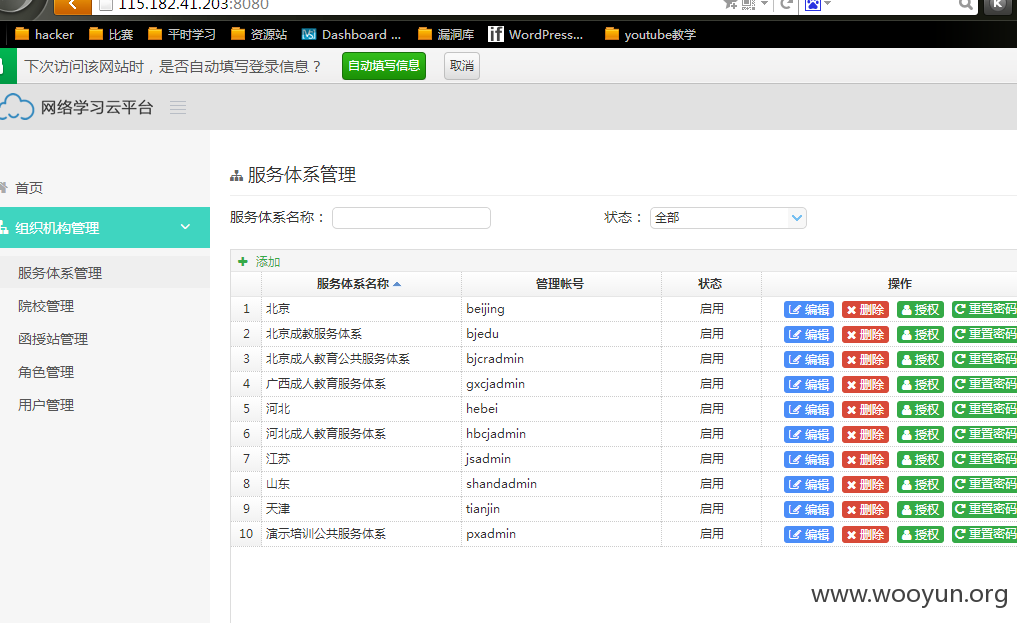 115.182.41.203:8080
hacker 比赛 平时学习 资源站 Dashboard ... 漏洞库 WordPress... youtube教学
下次访问该网站时，是否自动填写登录信息？ 自动填写信息 取消
网络学习云平台
首页
组织机构管理
服务体系管理
院校管理
函授站管理
角色管理
用户管理
服务体系管理
服务体系名称： 状态： 全部
添加
服务体系名称 管理帐号 状态 操作
1 北京 beijing 启用 编辑 删除 授权 重置密码
2 北京成教服务体系 bjedu 启用 编辑 删除 授权 重置密码
3 北京成人教育公共服务体系 bjcradmin 启用 编辑 删除 授权 重置密码
4 广西成人教育服务体系 gxcjadmin 启用 编辑 删除 授权 重置密码
5 河北 hebei 启用 编辑 删除 授权 重置密码
6 河北成人教育服务体系 hbcjadmin 启用 编辑 删除 授权 重置密码
7 江苏 jsadmin 启用 编辑 删除 授权 重置密码
8 山东 shandadmin 启用 编辑 删除 授权 重置密码
9 天津 tianjin 启用 编辑 删除 授权 重置密码
10 演示培训公共服务体系 pxadmin 启用 编辑 删除 授权 重置密码
www.wooyun.org